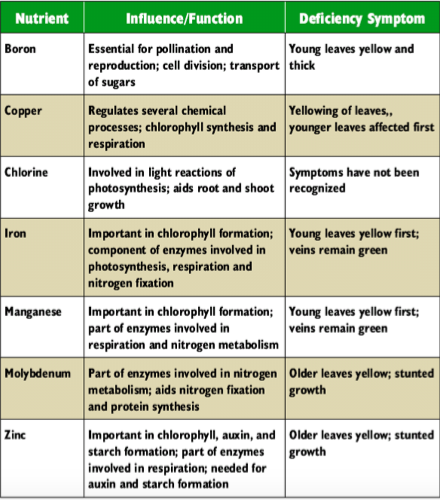 Nutrient Influence/Function Deficiency Symptom
Boron Essential for pollination and Young leaves yellow and
reproduction; cell division; transport thick
of sugars
Copper Regulates several chemical Yellowing of leaves,,
processes; chlorophyll synthesis and younger leaves affected first
respiration
Chlorine Involved in light reactions of Symptoms have not been
photosynthesis; aids root and shoot recognized
growth
Iron Important in chlorophyll formation; Young leaves yellow first;
component of enzymes involved in veins remain green
photosynthesis, respiration and
nitrogen fixation
Manganese Important in chlorophyll formation; Young leaves yellow first;
part of enzymes involved in veins remain green
respiration and nitrogen metabolism
Molybdenum Part of enzymes involved in nitrogen Older leaves yellow; stunted
metabolism; aids nitrogen fixation growth
and protein synthesis
Zinc Important in chlorophyll, auxin, and Older leaves yellow; stunted
starch formation; part of enzymes growth
involved in respiration; needed for
auxin and starch formation